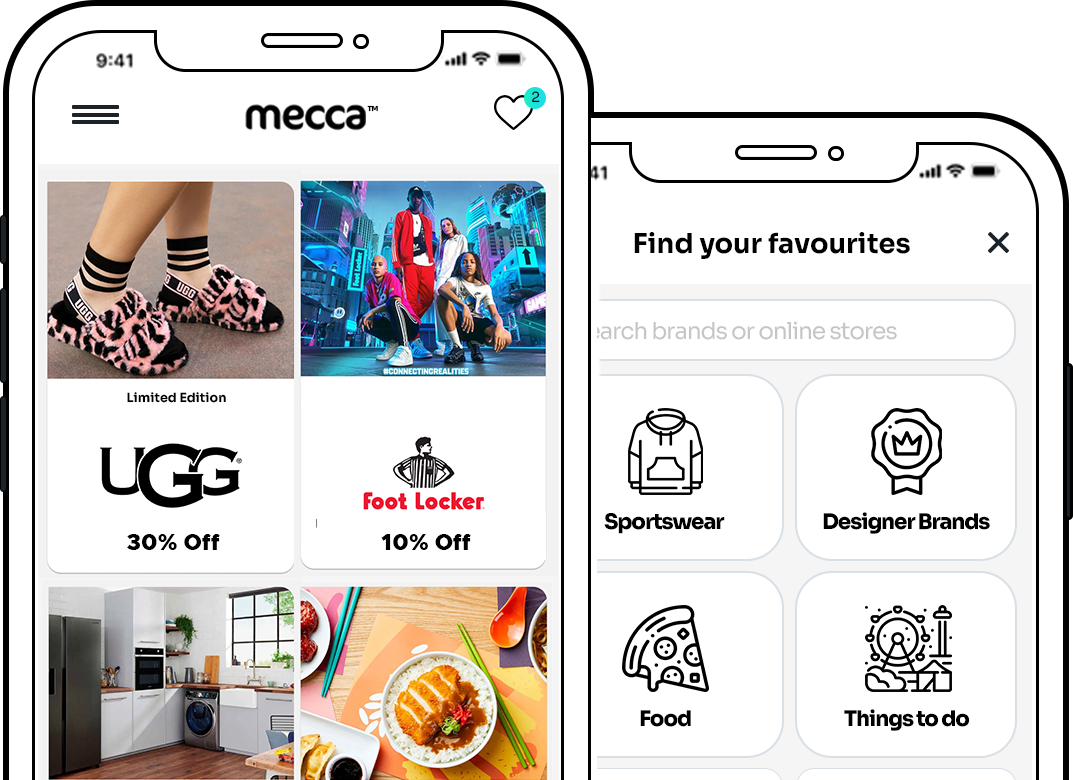 9:41
mecca™
2
UGG
UGG
Foot Locker
#CONNECTINGREALITIES
Limited Edition
UGG®
30% Off
Foot Locker
10% Off
41
Find your favourites
earch brands or online stores
Sportswear
Designer Brands
Food
Things to do